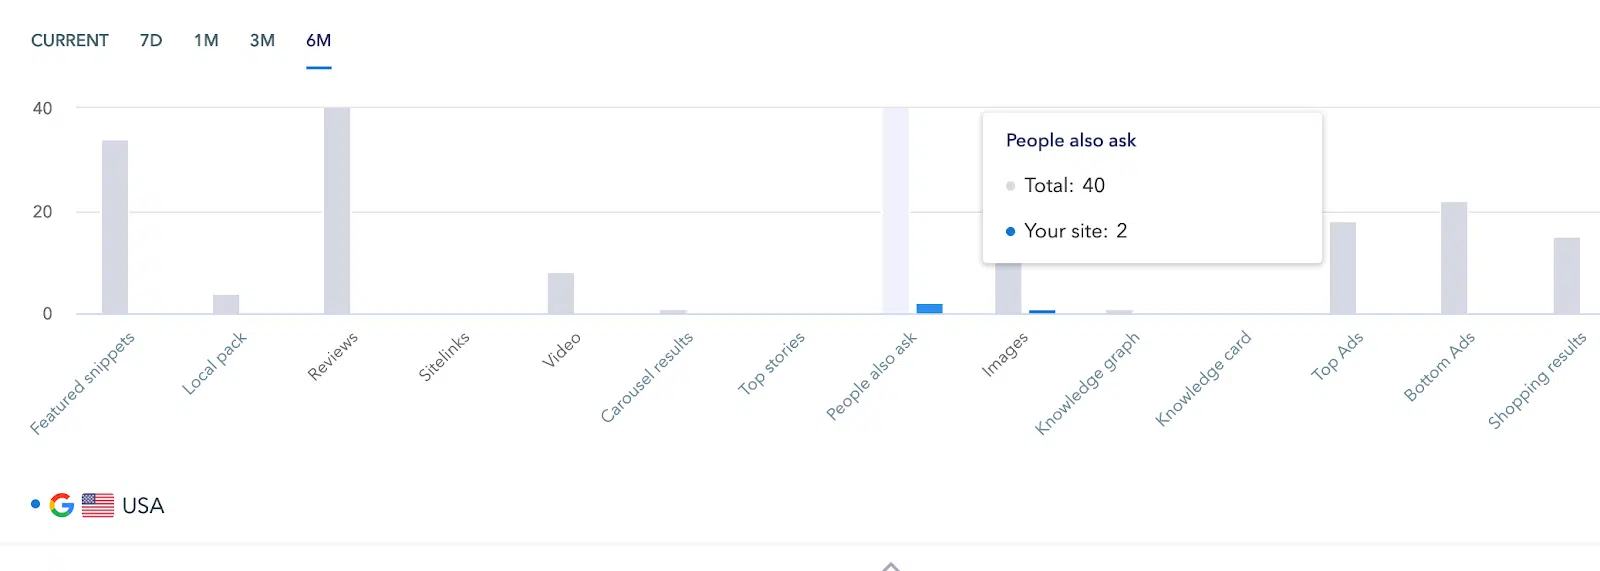 CURRENT 7D 1M 3M 6M
40
People also ask
Total: 40
20
Your site: 2
0
Featured snippets
Local pack
Reviews
Sitelinks
Video
Carousel results
Top stories
People also ask
Images
Knowledge graph
Knowledge card
Top Ads
Bottom Ads
Shopping results
G USA